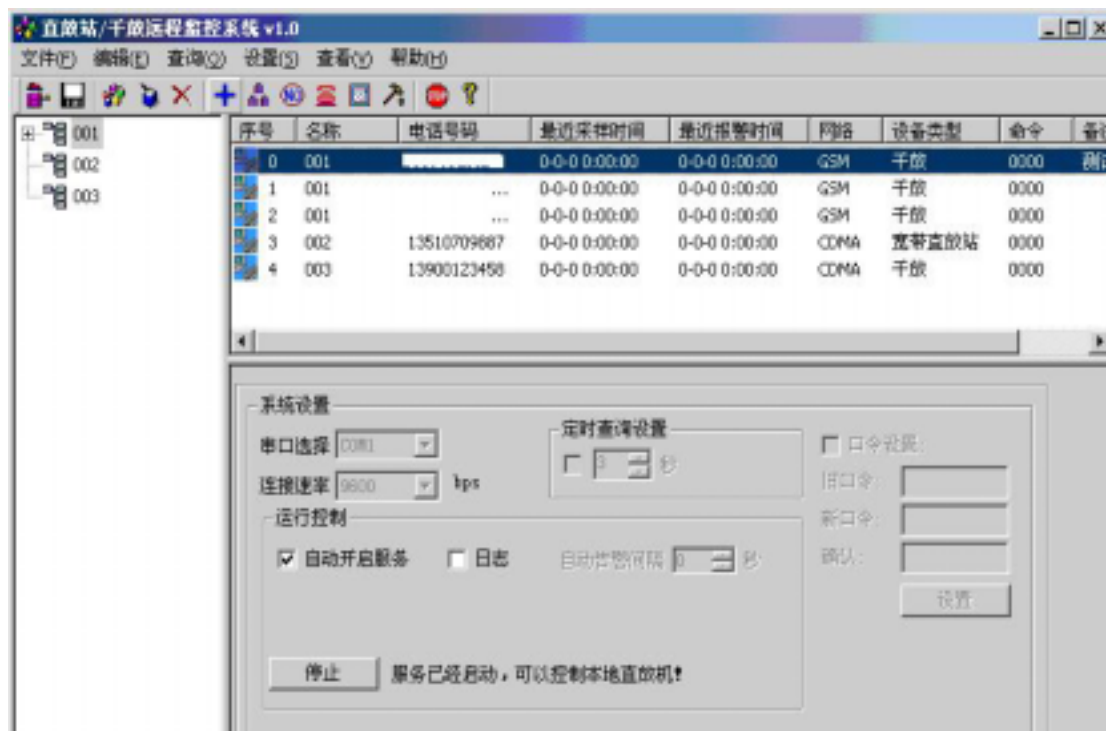 直放站/干放远程监控系统 v1.0
文件(F) 编辑(E) 查询(Q) 设置(S) 查看(V) 帮助(H)
001
002
003
序号 名称 电话号码 最近采样时间 最近报警时间 网络 设备类型 命令
0 001 0-0-0 0:00:00 0-0-0 0:00:00 GSM 干放 0000
1 001 ... 0-0-0 0:00:00 0-0-0 0:00:00 GSM 干放 0000
2 001 ... 0-0-0 0:00:00 0-0-0 0:00:00 GSM 干放 0000
3 002 13510709887 0-0-0 0:00:00 0-0-0 0:00:00 CDMA 宽带直放站 0000
4 003 13900123458 0-0-0 0:00:00 0-0-0 0:00:00 CDMA 干放 0000
系统设置
串口选择 COM1
连接速率 9600 bps
定时查询设置
3 秒
口令设置:
旧口令:
新口令:
确认:
设置
运行控制
自动开启服务 日志 自动告警间隔 0 秒
停止 服务已经启动，可以控制本地直放机!